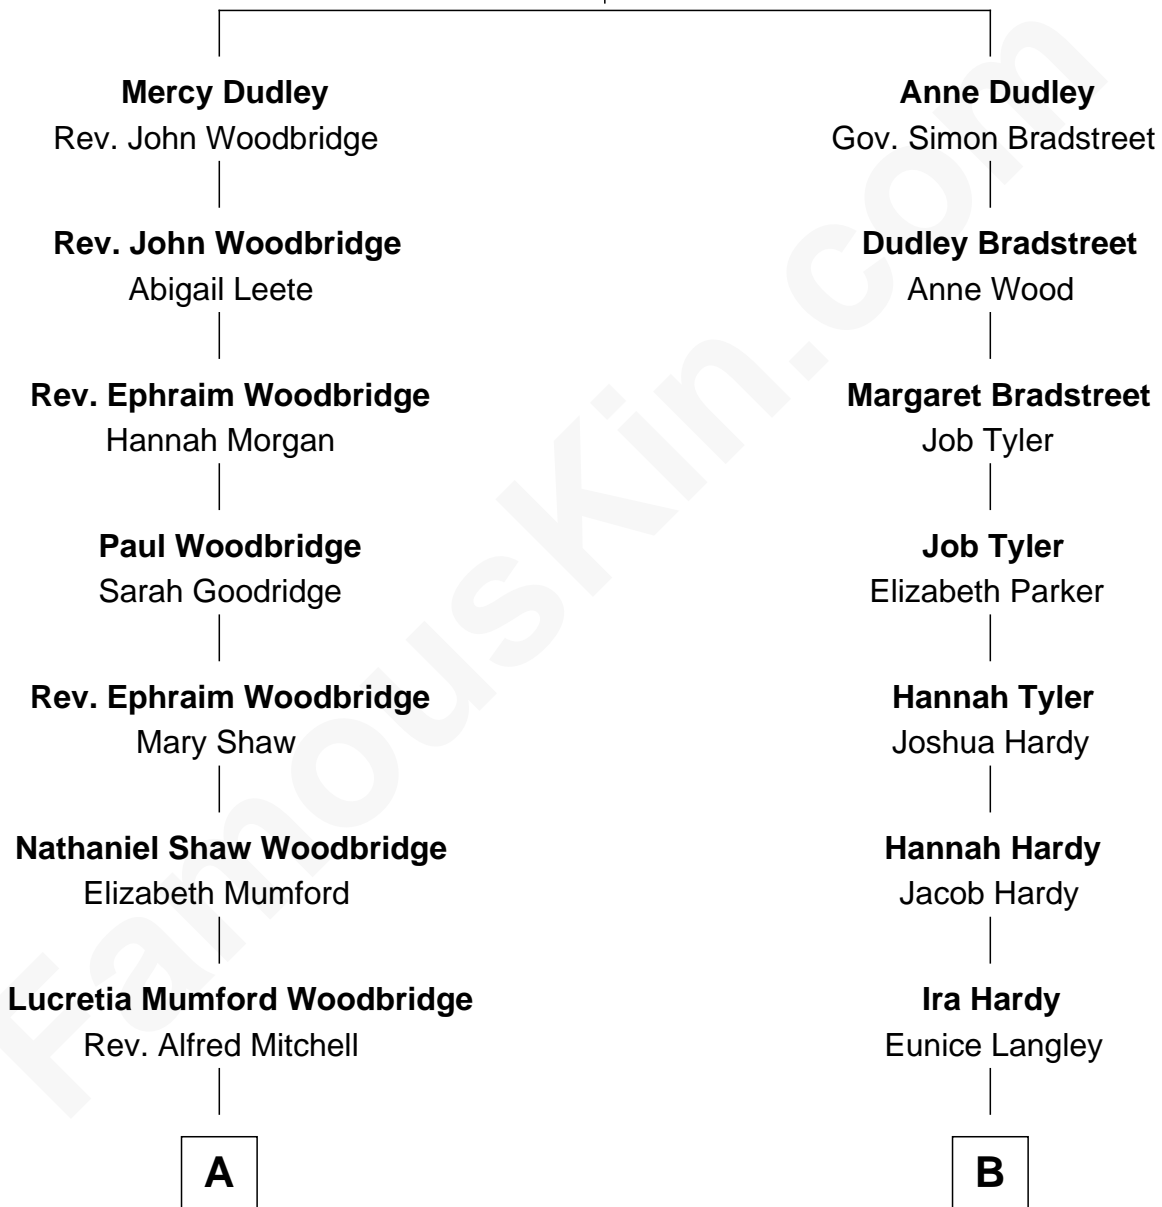 Mercy Dudley
Rev. John Woodbridge
Rev. John Woodbridge
Abigail Leete
Rev. Ephraim Woodbridge
Hannah Morgan
Paul Woodbridge
Sarah Goodridge
Rev. Ephraim Woodbridge
Mary Shaw
Nathaniel Shaw Woodbridge
Elizabeth Mumford
Lucretia Mumford Woodbridge
Rev. Alfred Mitchell
A
Anne Dudley
Gov. Simon Bradstreet
Dudley Bradstreet
Anne Wood
Margaret Bradstreet
Job Tyler
Job Tyler
Elizabeth Parker
Hannah Tyler
Joshua Hardy
Hannah Hardy
Jacob Hardy
Ira Hardy
Eunice Langley
B
FamousKin.com